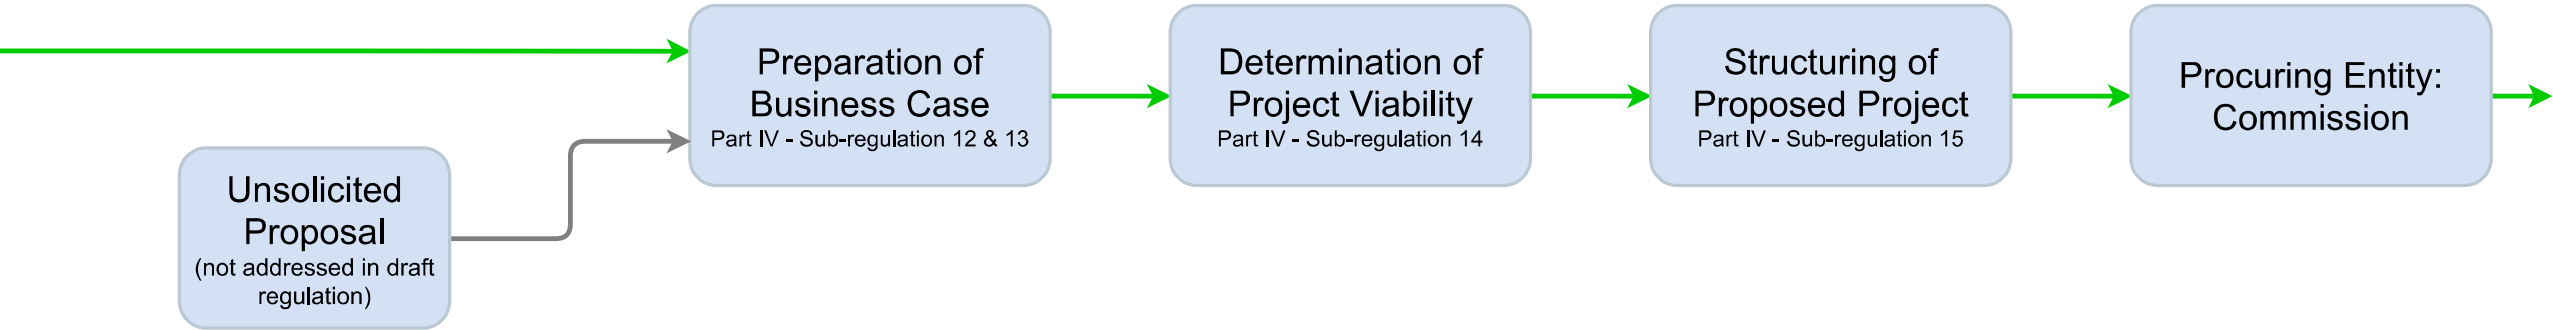 Preparation of
Business Case
Part IV - Sub-regulation 12 & 13
Determination of
Project Viability
Part IV - Sub-regulation 14
Structuring of
Proposed Project
Part IV - Sub-regulation 15
Procuring Entity:
Commission
Unsolicited
Proposal
(not addressed in draft
regulation)